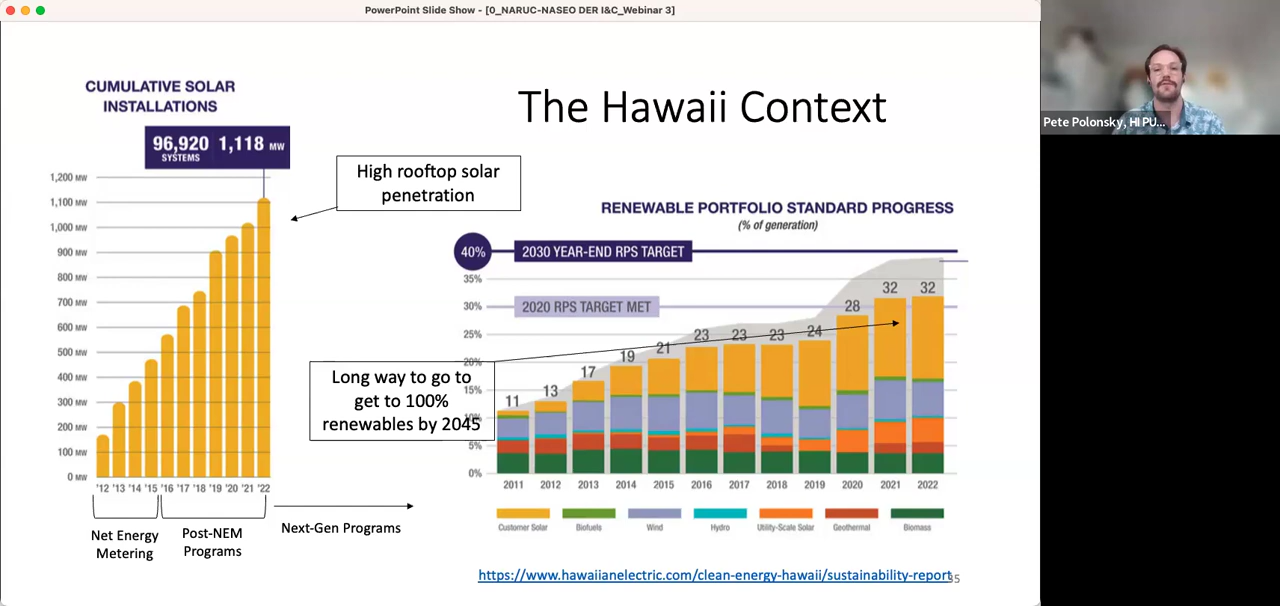 PowerPoint Slide Show - [0_NARUC-NASEO DER I&C_Webinar 3]
CUMULATIVE SOLAR
INSTALLATIONS
96,920 1,118 MW
SYSTEMS
1,200 MW
1,100 MW
1,000 MW
900 MW
800 MW
700 MW
600 MW
500 MW
400 MW
300 MW
200 MW
100 MW
0 MW
'12 '13 '14 '15 '16 '17 '18 '19 '20 '21 '22
Net Energy
Metering
Post-NEM
Programs
Next-Gen Programs
High rooftop solar
penetration
The Hawaii Context
RENEWABLE PORTFOLIO STANDARD PROGRESS
(% of generation)
40% 2030 YEAR-END RPS TARGET
35%
30% 2020 RPS TARGET MET
25%
20%
15%
10%
5%
0%
11 13 17 19 21 23 23 23 24 28 32 32
2011 2012 2013 2014 2015 2016 2017 2018 2019 2020 2021 2022
Long way to go to
get to 100%
renewables by 2045
Customer Solar Biofuels Wind Hydro Utility-Scale Solar Geothermal Biomass
https://www.hawaiianelectric.com/clean-energy-hawaii/sustainability-report
35
Pete Polonsky, HI PU...